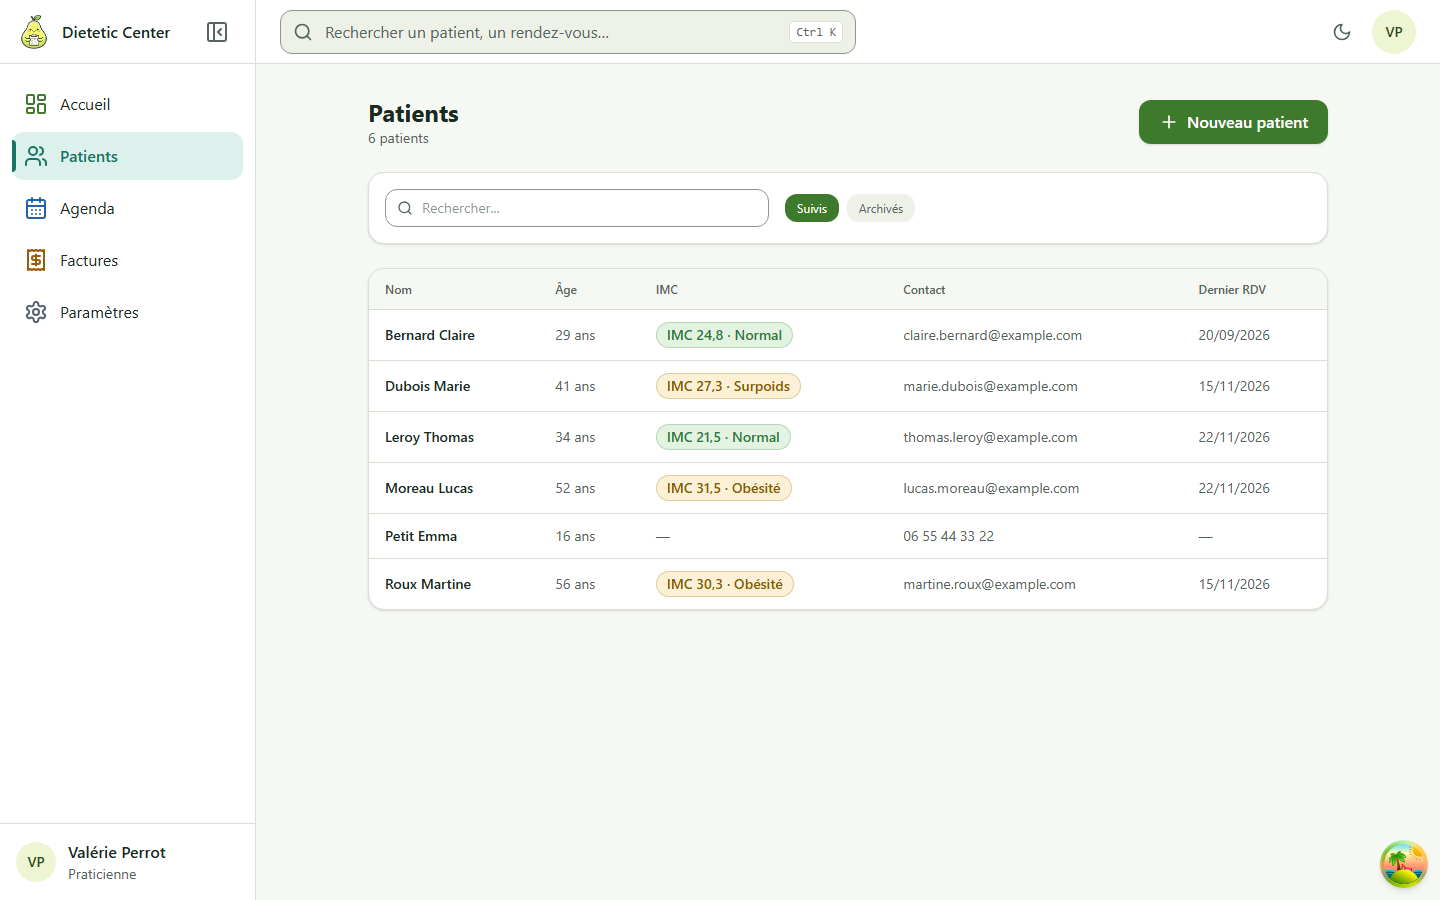 Dietetic Center
Rechercher un patient, un rendez-vous...
Ctrl K
VP
Accueil
Patients
Agenda
Factures
Paramètres
Patients
6 patients
Nouveau patient
Rechercher...
Suivis
Archivés
Nom Âge IMC Contact Dernier RDV
Bernard Claire 29 ans IMC 24,8 · Normal claire.bernard@example.com 20/09/2026
Dubois Marie 41 ans IMC 27,3 · Surpoids marie.dubois@example.com 15/11/2026
Leroy Thomas 34 ans IMC 21,5 · Normal thomas.leroy@example.com 22/11/2026
Moreau Lucas 52 ans IMC 31,5 · Obésité lucas.moreau@example.com 22/11/2026
Petit Emma 16 ans — 06 55 44 33 22 —
Roux Martine 56 ans IMC 30,3 · Obésité martine.roux@example.com 15/11/2026
VP
Valérie Perrot
Praticienne